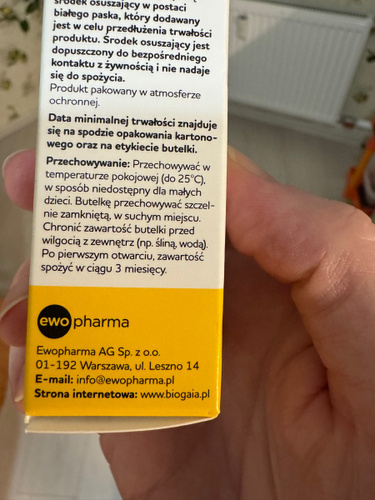 środek osuszający w postaci
białego paska, który dodawany
jest w celu przedłużenia trwałości
produktu. Środek osuszający jest
dopuszczony do bezpośredniego
kontaktu z żywnością i nie nadaje
się do spożycia.
Produkt pakowany w atmosferze
ochronnej.
Data minimalnej trwałości znajduje
się na spodzie opakowania kartono-
wego oraz na etykiecie butelki.
Przechowywanie: Przechowywać w
temperaturze pokojowej (do 25°C),
w sposób niedostępny dla małych
dzieci. Butelkę przechowywać szczel-
nie zamkniętą, w suchym miejscu.
Chronić zawartość butelki przed
wilgocią z zewnętrz (np. śliną, wodą).
Po pierwszym otwarciu, zawartość
spożyć w ciągu 3 miesięcy.
ewopharma
Ewopharma AG Sp. z o.o.
01-192 Warszawa, ul. Leszno 14
E-mail: info@ewopharma.pl
Strona internetowa: www.biogaia.pl